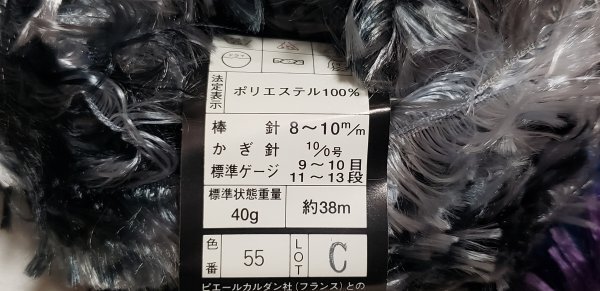 法定表示 ポリエステル100%
棒針 8～10m/m
かぎ針 10/0号
標準ゲージ 9～10目
11～13段
標準状態重量 約38m
40g
色番 55 LOT C
ピエールカルダン社(フランス)との